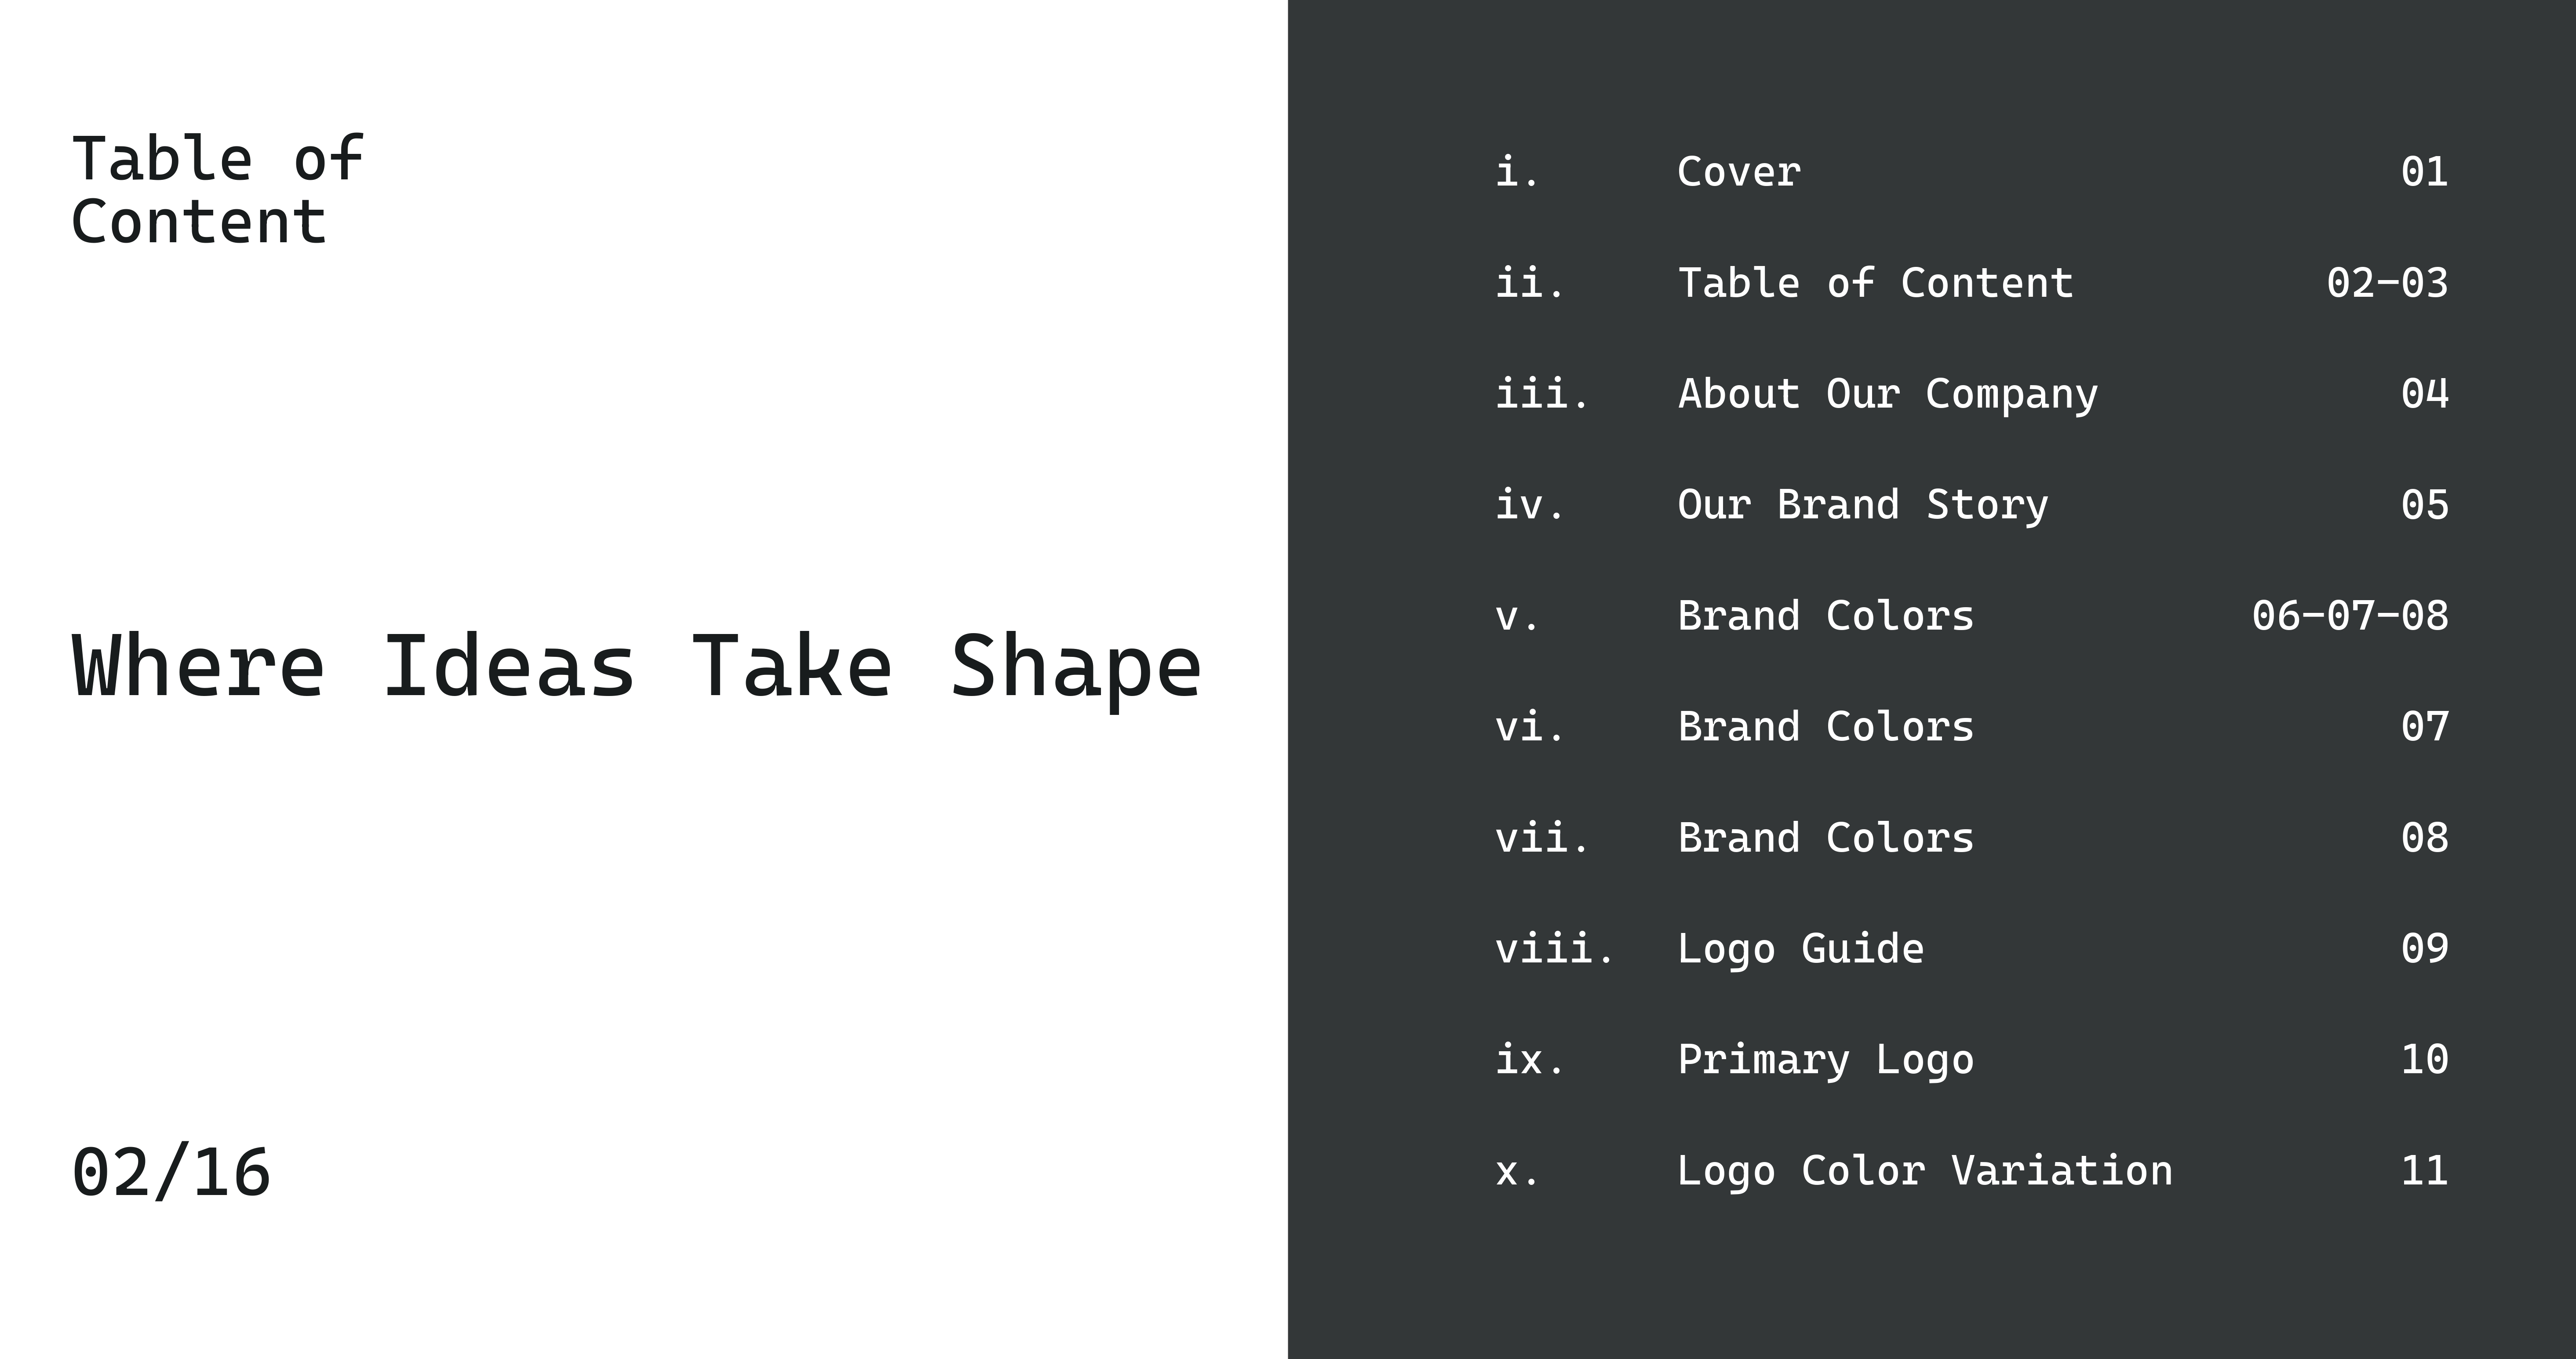 Table of
Content
Where Ideas Take Shape
02/16
i. Cover 01
ii. Table of Content 02-03
iii. About Our Company 04
iv. Our Brand Story 05
v. Brand Colors 06-07-08
vi. Brand Colors 07
vii. Brand Colors 08
viii. Logo Guide 09
ix. Primary Logo 10
x. Logo Color Variation 11